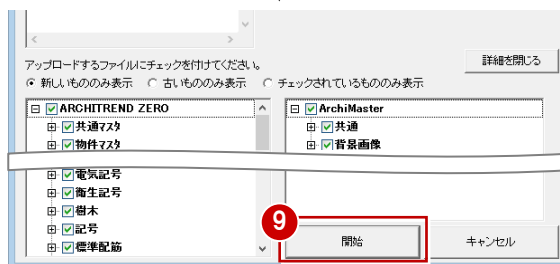 アップロードするファイルにチェックを付けてください。
詳細を閉じる
新しいもののみ表示 古いもののみ表示 チェックされているもののみ表示
ARCHITREND ZERO
共通マスタ
物件マスタ
電気記号
衛生記号
樹木
記号
標準配筋
ArchiMaster
共通
背景画像
9
開始
キャンセル